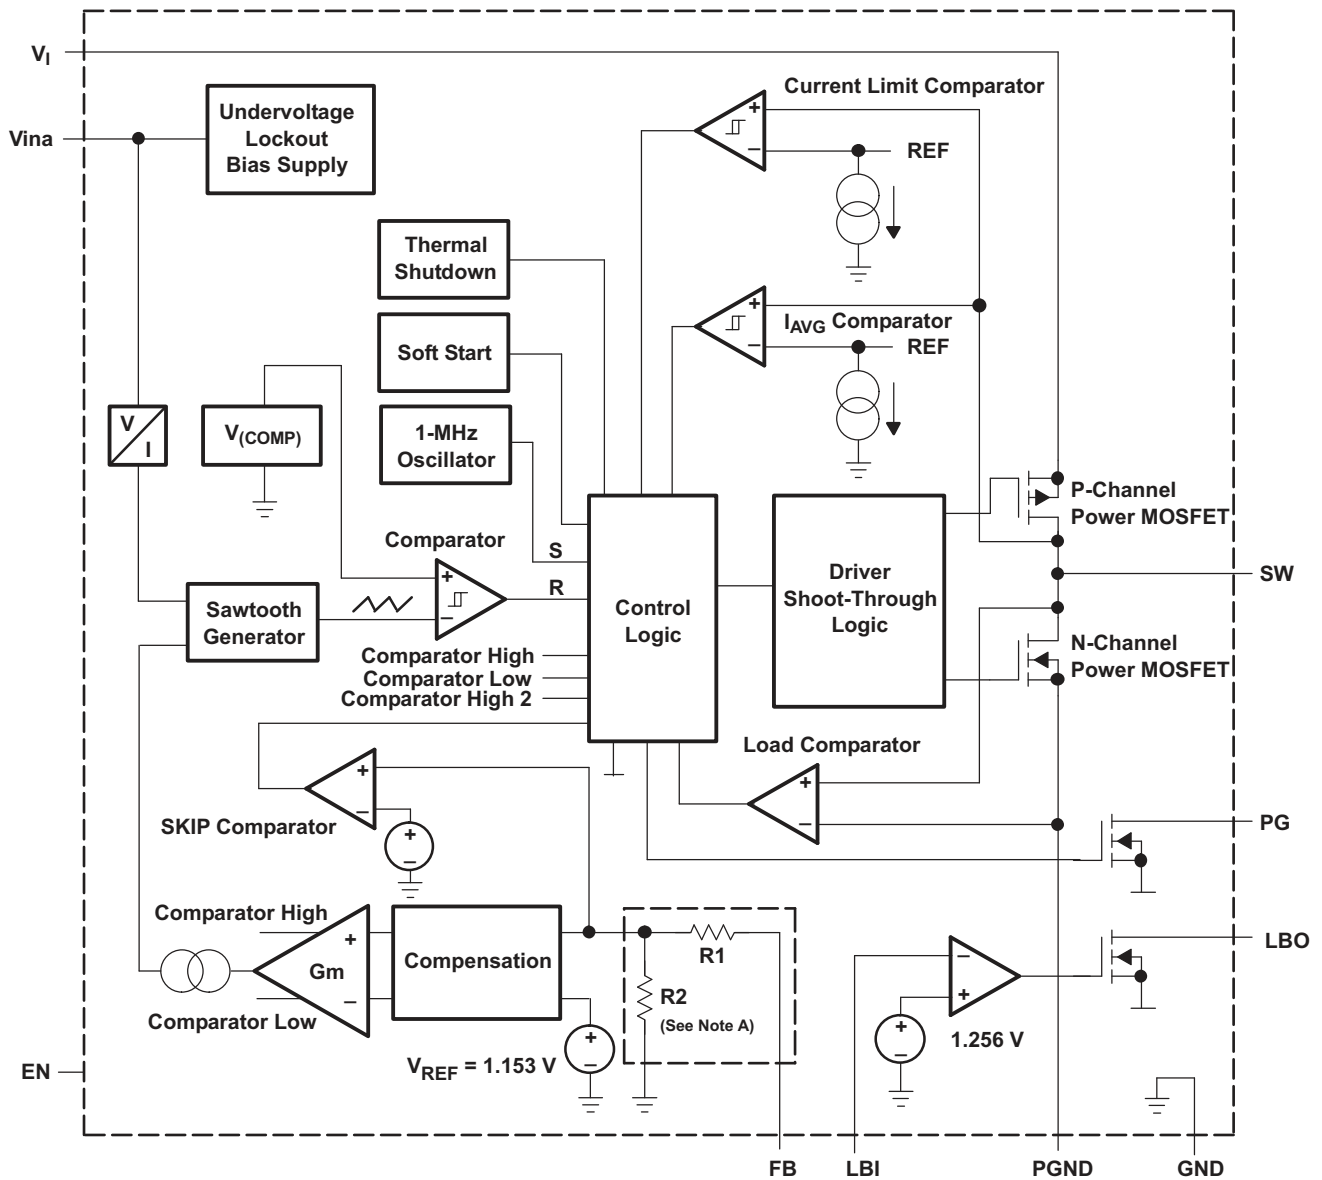 V_I
Current Limit Comparator
+
−
REF
Vina
Undervoltage
Lockout
Bias Supply
Thermal
Shutdown
+
I_AVG Comparator
−
REF
Soft Start
V
I
V_(COMP)
1-MHz
Oscillator
P-Channel
Power MOSFET
Comparator
+
−
S
R
SW
Sawtooth
Generator
Control
Logic
Driver
Shoot-Through
Logic
N-Channel
Power MOSFET
Comparator High
Comparator Low
Comparator High 2
Load Comparator
+
−
+
−
SKIP Comparator
+
−
PG
Comparator High
+
Gm
−
Comparator Low
Compensation
R1
R2
(See Note A)
V_REF = 1.153 V
+
−
−
+
+
−
1.256 V
LBO
EN
FB
LBI
PGND
GND